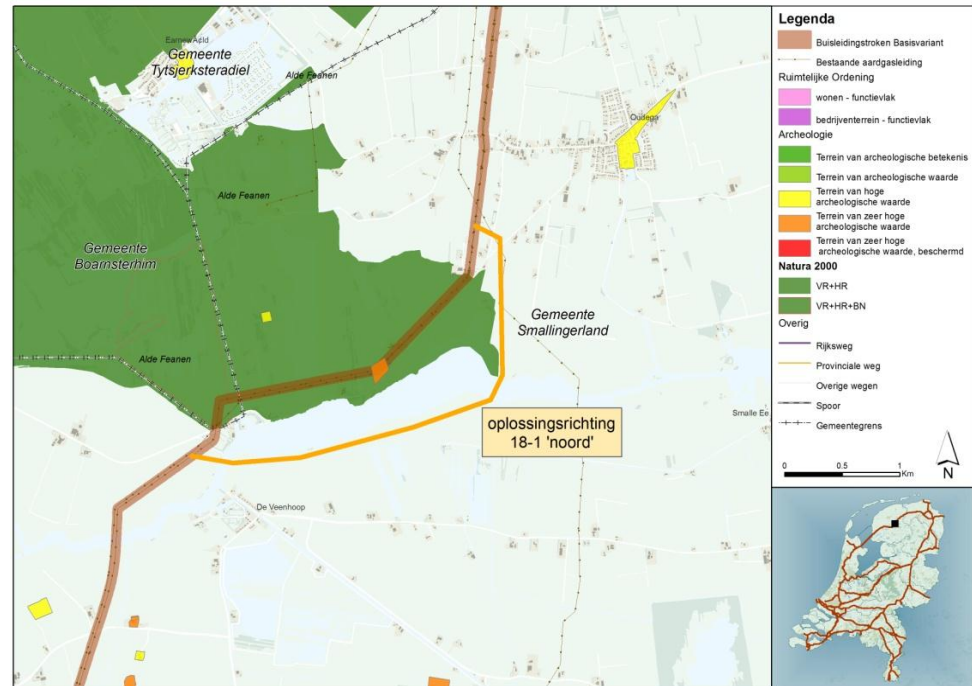 Earnewâld
Gemeente
Tytsjerksteradiel
Alde Feanen
Oudega
Alde Feanen
Gemeente
Boarnsterhim
Gemeente
Smallingerland
Alde Feanen
oplossingsrichting
18-1 'noord'
Smalle Ee
De Veenhoop
Legenda
Buisleidingstroken Basisvariant
Bestaande aardgasleiding
Ruimtelijke Ordening
wonen - functievlak
bedrijventerrein - functievlak
Archeologie
Terrein van archeologische betekenis
Terrein van archeologische waarde
Terrein van hoge
archeologische waarde
Terrein van zeer hoge
archeologische waarde
Terrein van zeer hoge
archeologische waarde, beschermd
Natura 2000
VR+HR
VR+HR+BN
Overig
Rijksweg
Provinciale weg
Overige wegen
Spoor
Gemeentegrens
0 0.5 1
Km
N